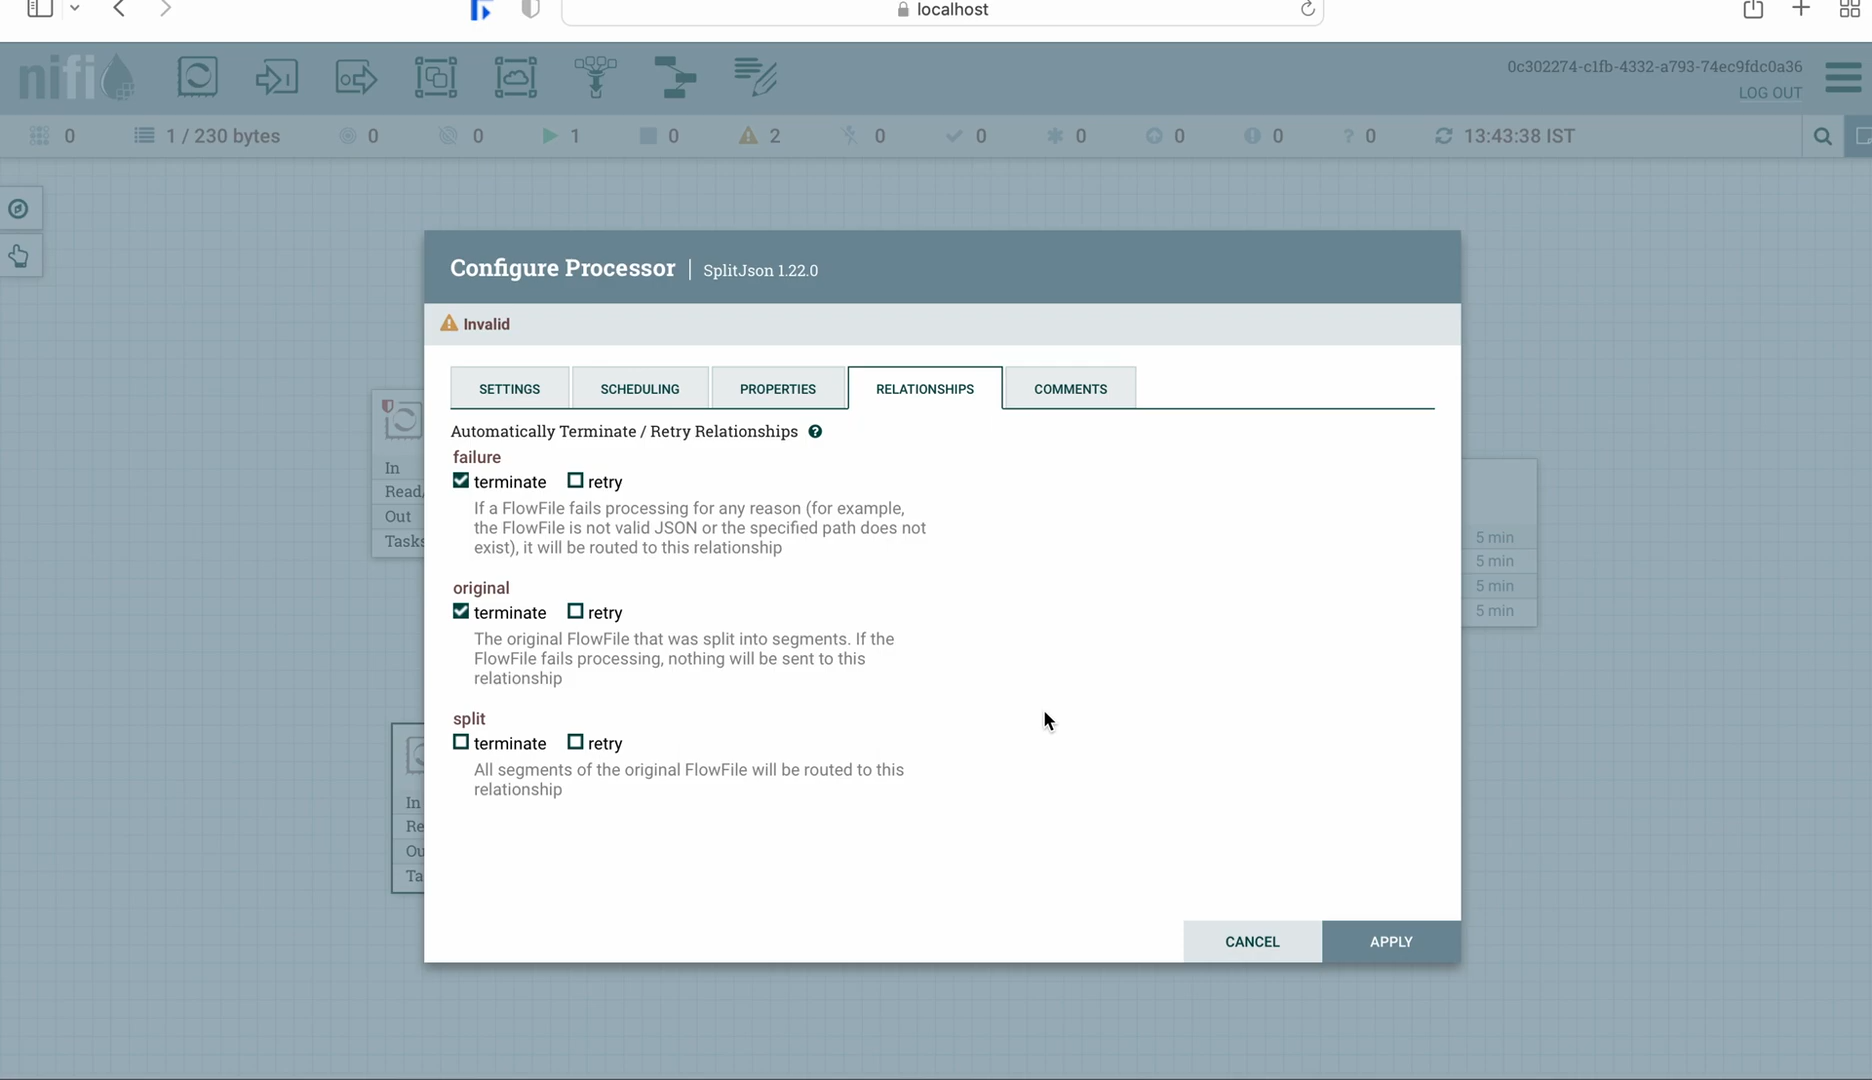 localhost
nifi
0c302274-c1fb-4332-a793-74ec9fdc0a36
LOG OUT
0 1 / 230 bytes 0 0 1 0 2 0 0 0 0 0 ? 0 13:43:38 IST
Configure Processor | SplitJson 1.22.0
Invalid
SETTINGS SCHEDULING PROPERTIES RELATIONSHIPS COMMENTS
Automatically Terminate / Retry Relationships ?
failure
terminate retry
If a FlowFile fails processing for any reason (for example,
the FlowFile is not valid JSON or the specified path does not
exist), it will be routed to this relationship
original
terminate retry
The original FlowFile that was split into segments. If the
FlowFile fails processing, nothing will be sent to this
relationship
split
terminate retry
All segments of the original FlowFile will be routed to this
relationship
CANCEL APPLY
In
Read/
Out
Tasks
In
Re
Ou
Ta
5 min
5 min
5 min
5 min